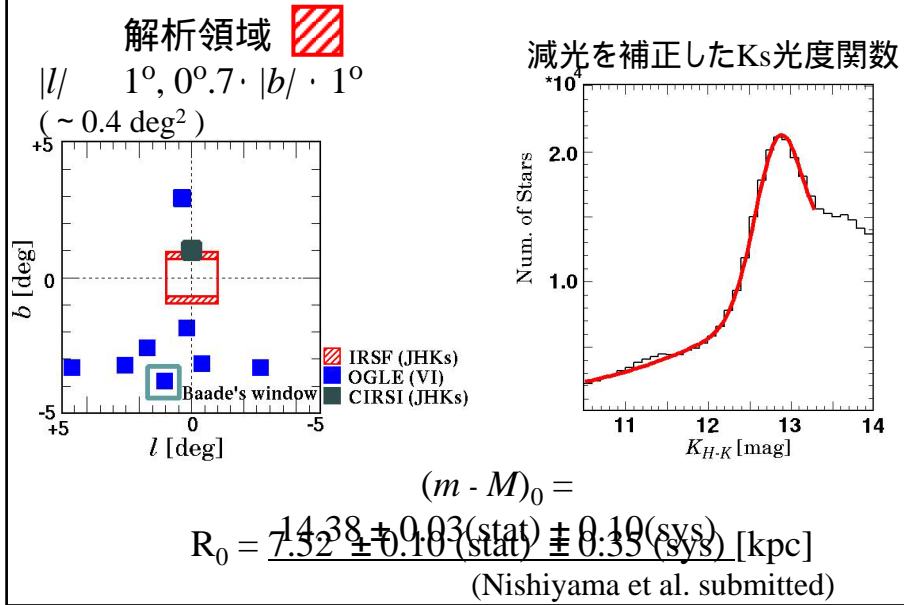 解析領域
|l/ 1º, 0º.7 · |b/ · 1º
( ~ 0.4 deg²)
+5
0
-5
b [deg]
+5
0
-5
l [deg]
Baade's window
IRSF (JHKs)
OGLE (VI)
CIRSI (JHKs)
減光を補正したKs光度関数
*10⁴
2.0
1.0
Num. of Stars
11
12
13
14
K_H-K [mag]
(m - M)₀ =
14.38 ± 0.03(stat) ± 0.10(sys)
R₀ = 7.52 ± 0.10 (stat) ± 0.35 (sys) [kpc]
(Nishiyama et al. submitted)